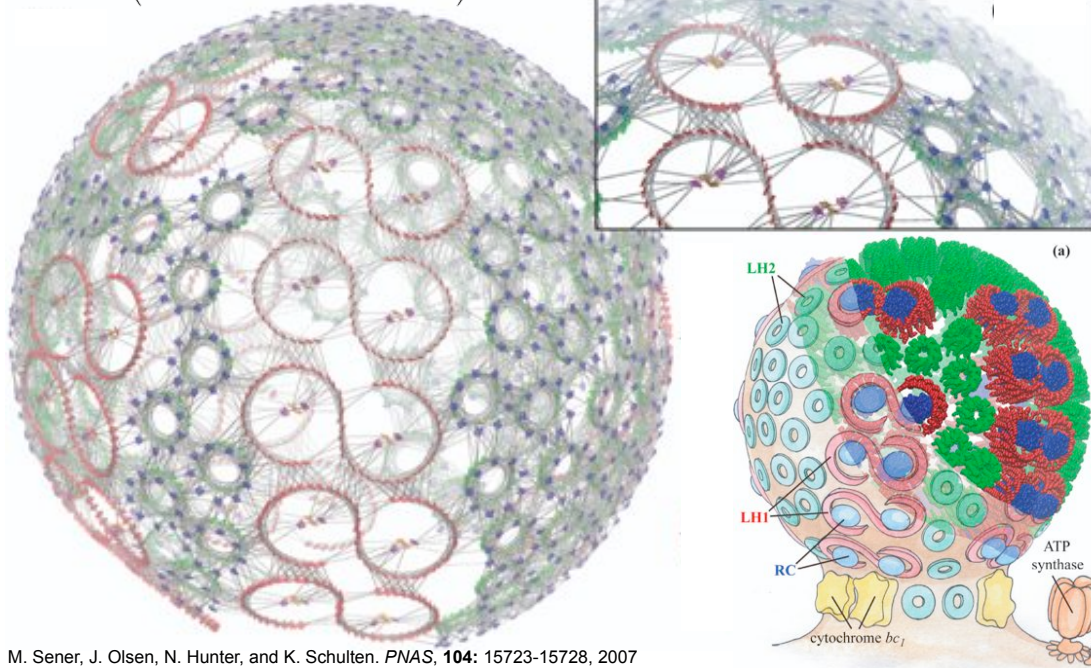 (a)
LH2
LH1
RC
ATP
synthase
cytochrome bc₁
M. Sener, J. Olsen, N. Hunter, and K. Schulten. PNAS, 104: 15723-15728, 2007